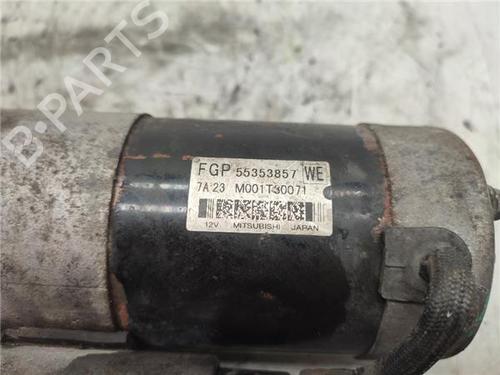 B-PARTS
FGP 55353857 WE
7A 23 M001T30071
12V MITSUBISHI JAPAN